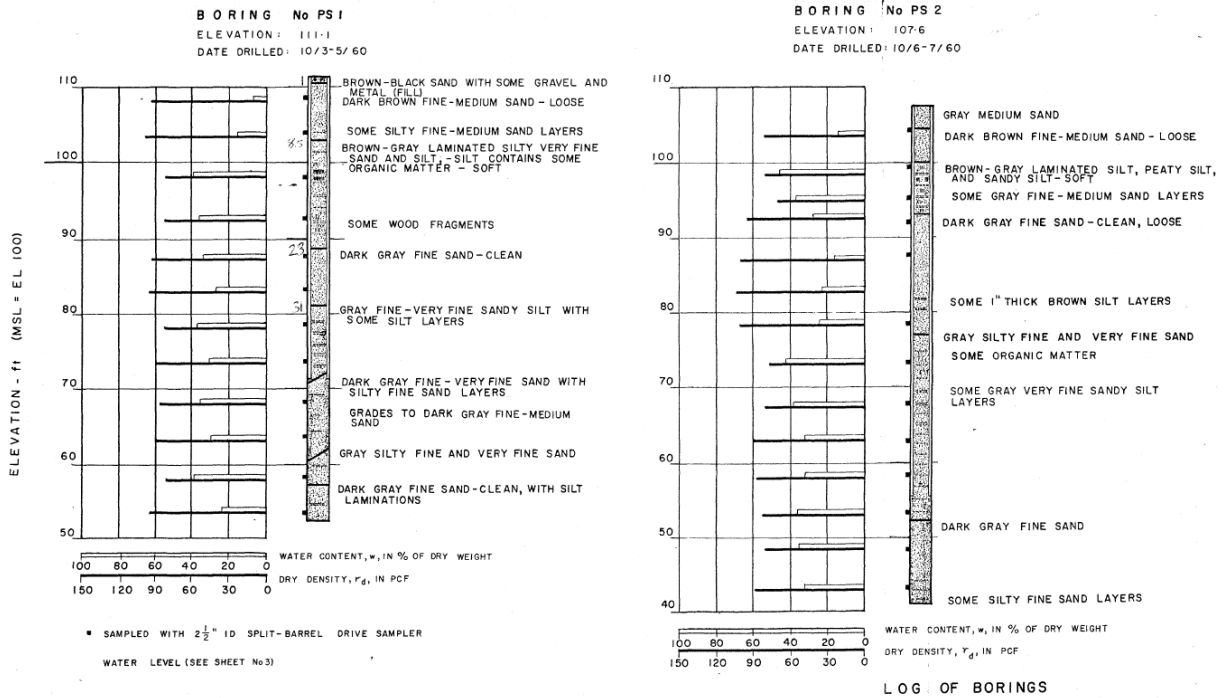 BORING No PS 1
ELEVATION: 111.1
DATE DRILLED: 10/3-5/60
ELEVATION - ft (MSL = EL 100)
110
100
90
80
70
60
50
1
8.5
23
31
BROWN-BLACK SAND WITH SOME GRAVEL AND
METAL (FILL)
DARK BROWN FINE-MEDIUM SAND - LOOSE
SOME SILTY FINE-MEDIUM SAND LAYERS
BROWN-GRAY LAMINATED SILTY VERY FINE
SAND AND SILT; -SILT CONTAINS SOME
ORGANIC MATTER - SOFT
SOME WOOD FRAGMENTS
DARK GRAY FINE SAND-CLEAN
GRAY FINE-VERY FINE SANDY SILT WITH
SOME SILT LAYERS
DARK GRAY FINE-VERY FINE SAND WITH
SILTY FINE SAND LAYERS
GRADES TO DARK GRAY FINE-MEDIUM
SAND
GRAY SILTY FINE AND VERY FINE SAND
DARK GRAY FINE SAND-CLEAN, WITH SILT
LAMINATIONS
100 80 60 40 20 0
WATER CONTENT, w, IN % OF DRY WEIGHT
150 120 90 60 30 0
DRY DENSITY, rd, IN PCF
▪ SAMPLED WITH 2 1/2" ID SPLIT-BARREL DRIVE SAMPLER
WATER LEVEL (SEE SHEET No 3)
BORING No PS 2
ELEVATION: 107.6
DATE DRILLED: 10/6-7/60
110
100
90
80
70
60
50
40
GRAY MEDIUM SAND
DARK BROWN FINE-MEDIUM SAND-LOOSE
BROWN-GRAY LAMINATED SILT, PEATY SILT,
AND SANDY SILT-SOFT
SOME GRAY FINE-MEDIUM SAND LAYERS
DARK GRAY FINE SAND-CLEAN, LOOSE
SOME 1" THICK BROWN SILT LAYERS
GRAY SILTY FINE AND VERY FINE SAND
SOME ORGANIC MATTER
SOME GRAY VERY FINE SANDY SILT
LAYERS
DARK GRAY FINE SAND
SOME SILTY FINE SAND LAYERS
100 80 60 40 20 0
WATER CONTENT, w, IN % OF DRY WEIGHT
150 120 90 60 30 0
DRY DENSITY, rd, IN PCF
LOG OF BORINGS